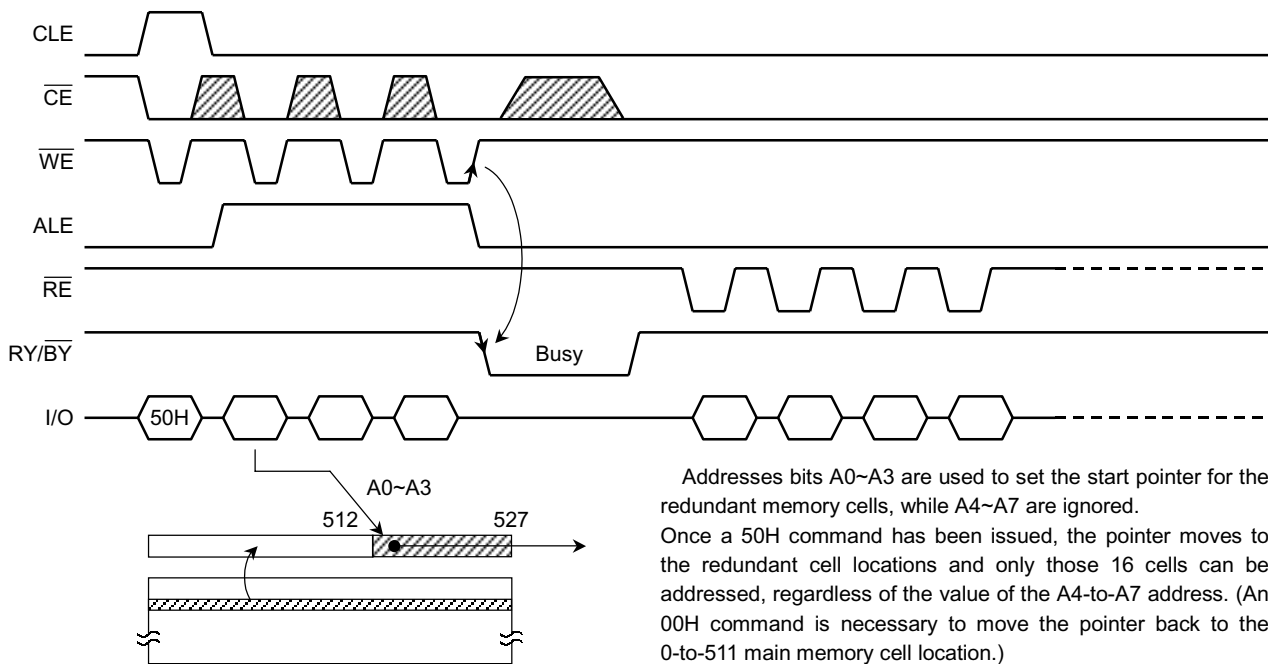 CLE
CE
WE
ALE
RE
RY/BY
Busy
I/O
50H
A0~A3
512
527
Addresses bits A0~A3 are used to set the start pointer for the
redundant memory cells, while A4~A7 are ignored.
Once a 50H command has been issued, the pointer moves to
the redundant cell locations and only those 16 cells can be
addressed, regardless of the value of the A4-to-A7 address. (An
00H command is necessary to move the pointer back to the
0-to-511 main memory cell location.)